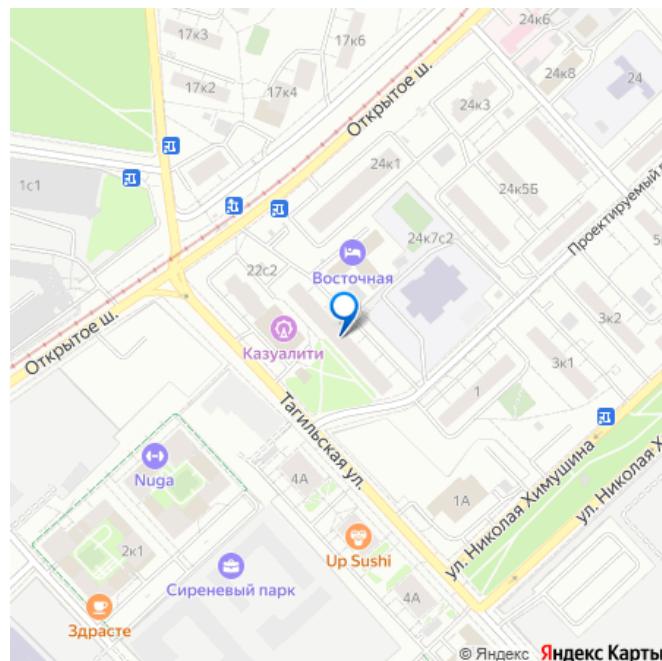 24к6
17к3
17к6
24к8
24
17к2
17к4
Открытое ш.
24к3
24к1
1с1
24к5Б
Проектируемый
24к7с2
Восточная
22с2
Казуалити
3к2
Открытое ш.
3к1
1
Тагильская ул.
Nuga
4А
1А
ул. Николая Химушина
ул. Николая Х
2к1
Up Sushi
Сиреневый парк
4А
Здрасте
© Яндекс Яндекс Карты